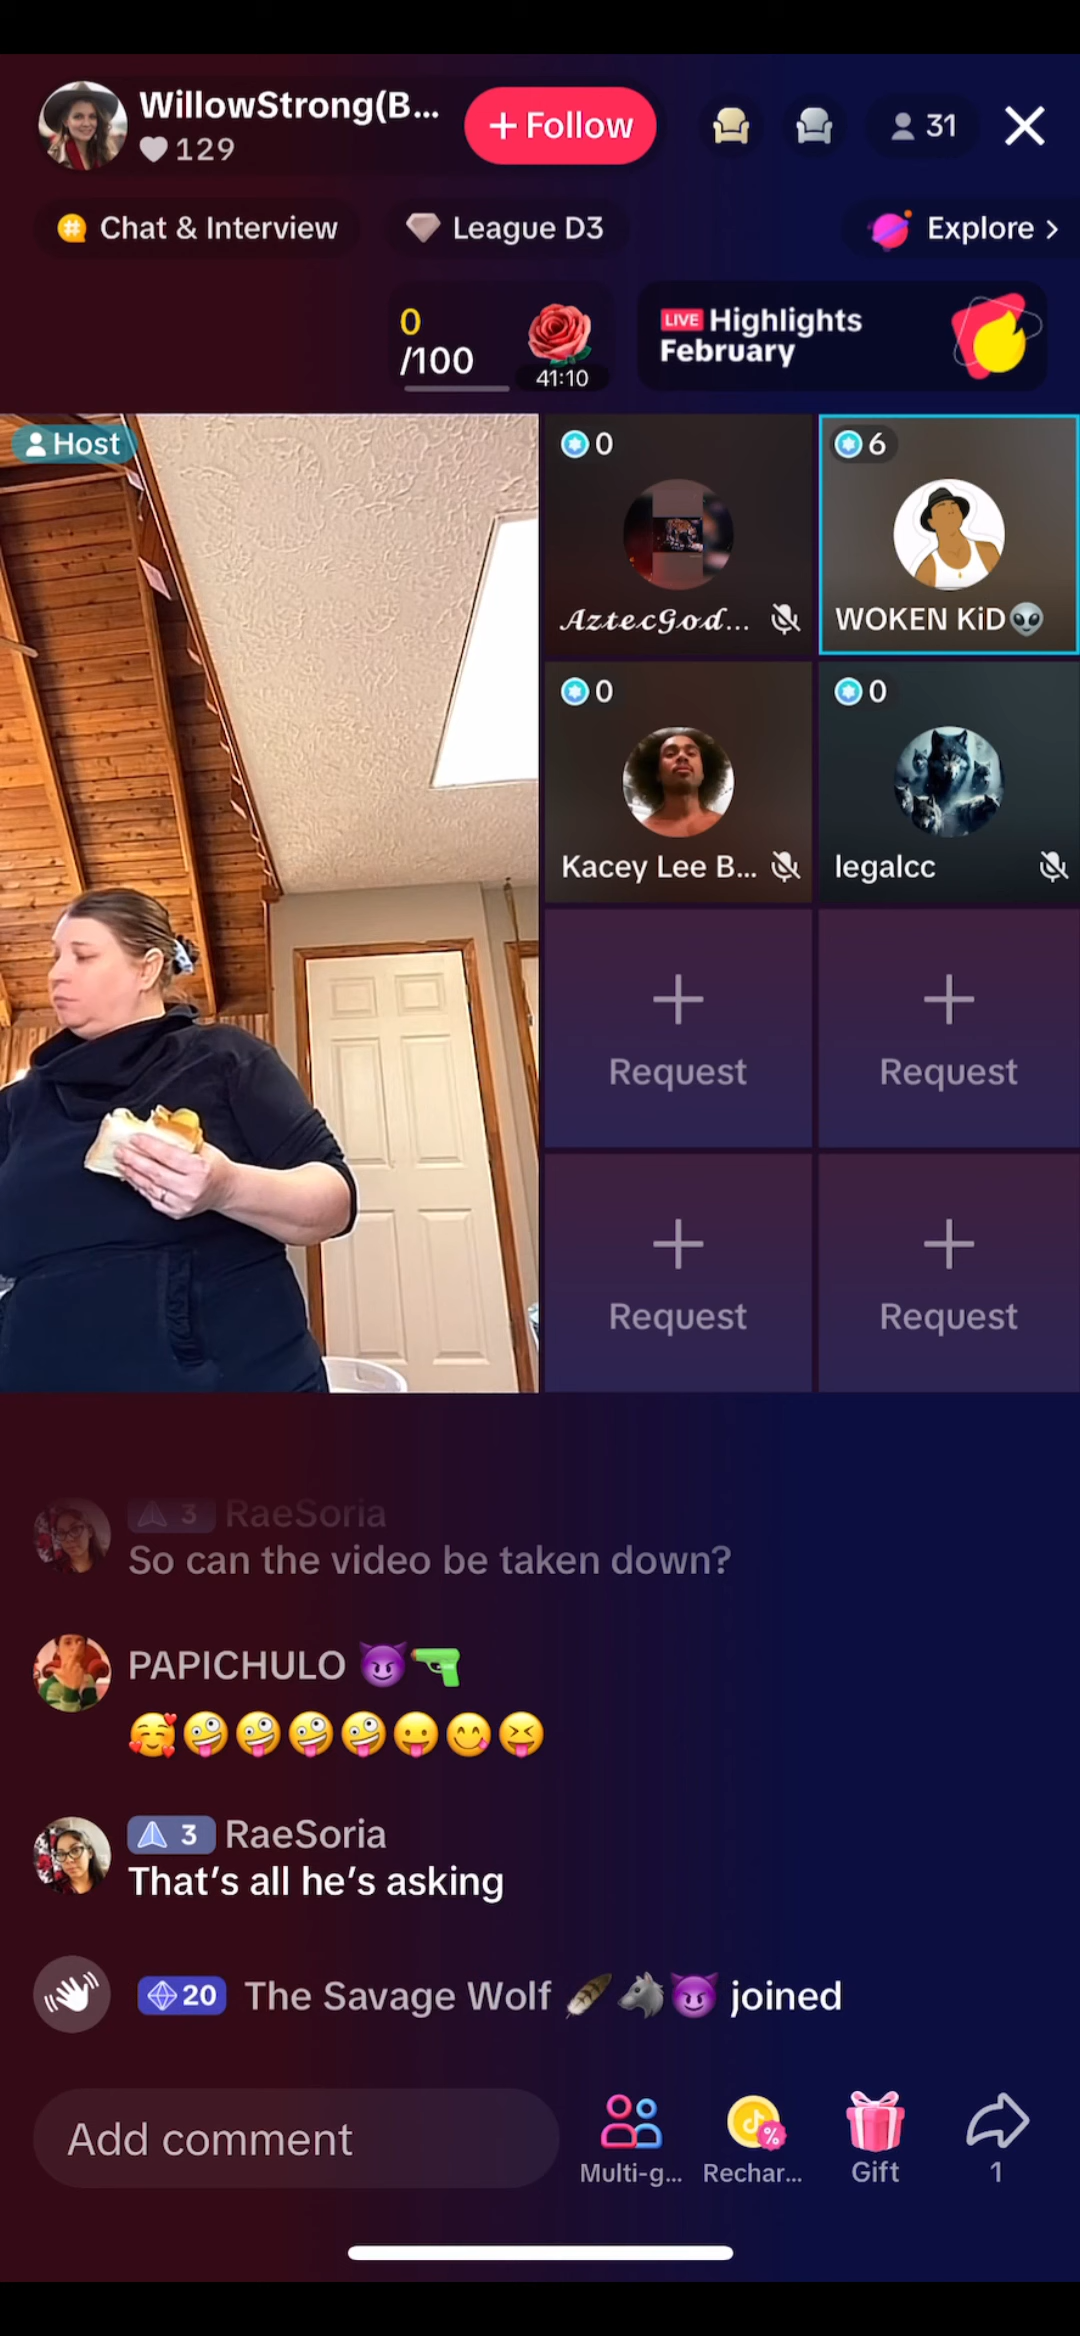 WillowStrong(B...
129
+ Follow
31
Chat & Interview
League D3
Explore >
0
/100
41:10
LIVE Highlights
February
Host
0
6
AztecGod...
WOKEN KiD👽
0
0
Kacey Lee B...
legalcc
Request
Request
Request
Request
3 RaeSoria
So can the video be taken down?
PAPICHULO 😈🔫
🥰🤪🤪🤪🤪😛😋😝
3 RaeSoria
That's all he's asking
20 The Savage Wolf 🪶🐺😈 joined
Add comment
Multi-g...
Rechar...
Gift
1